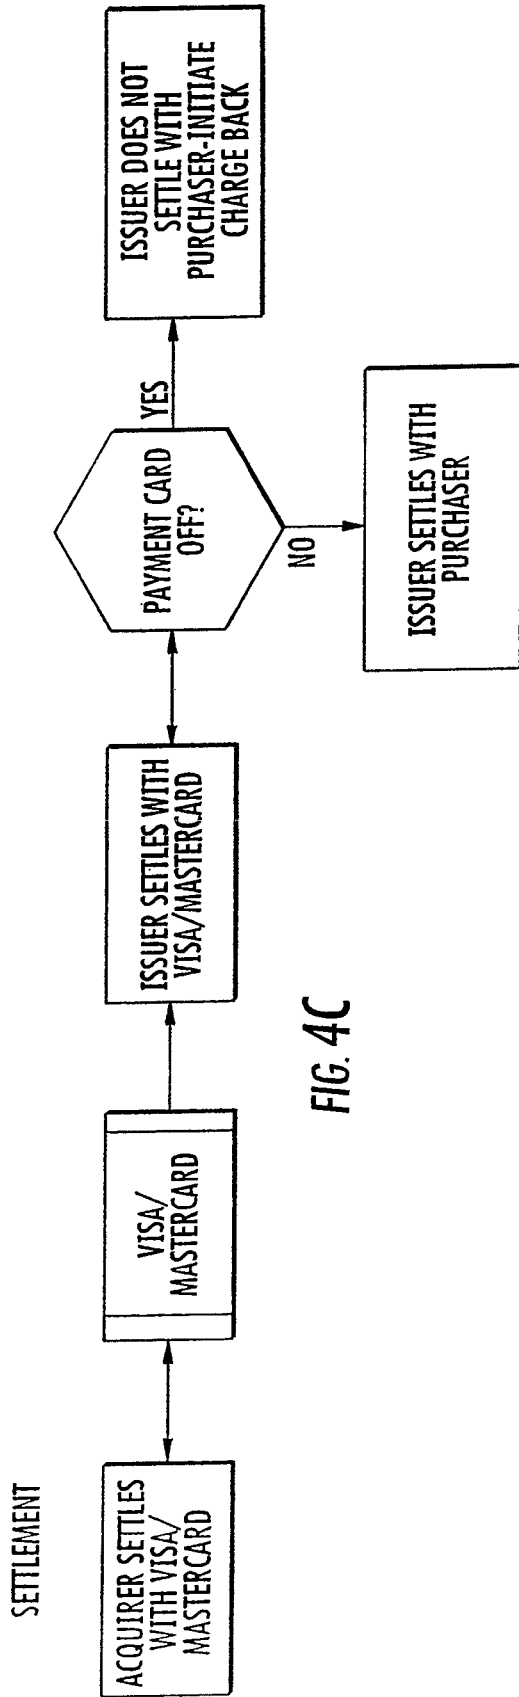 SETTLEMENT
ACQUIRER SETTLES
WITH VISA/
MASTERCARD
VISA/
MASTERCARD
ISSUER SETTLES WITH
VISA/MASTERCARD
PAYMENT CARD
OFF?
YES
ISSUER DOES NOT
SETTLE WITH
PURCHASER-INITIATE
CHARGE BACK
NO
ISSUER SETTLES WITH
PURCHASER
FIG. 4C